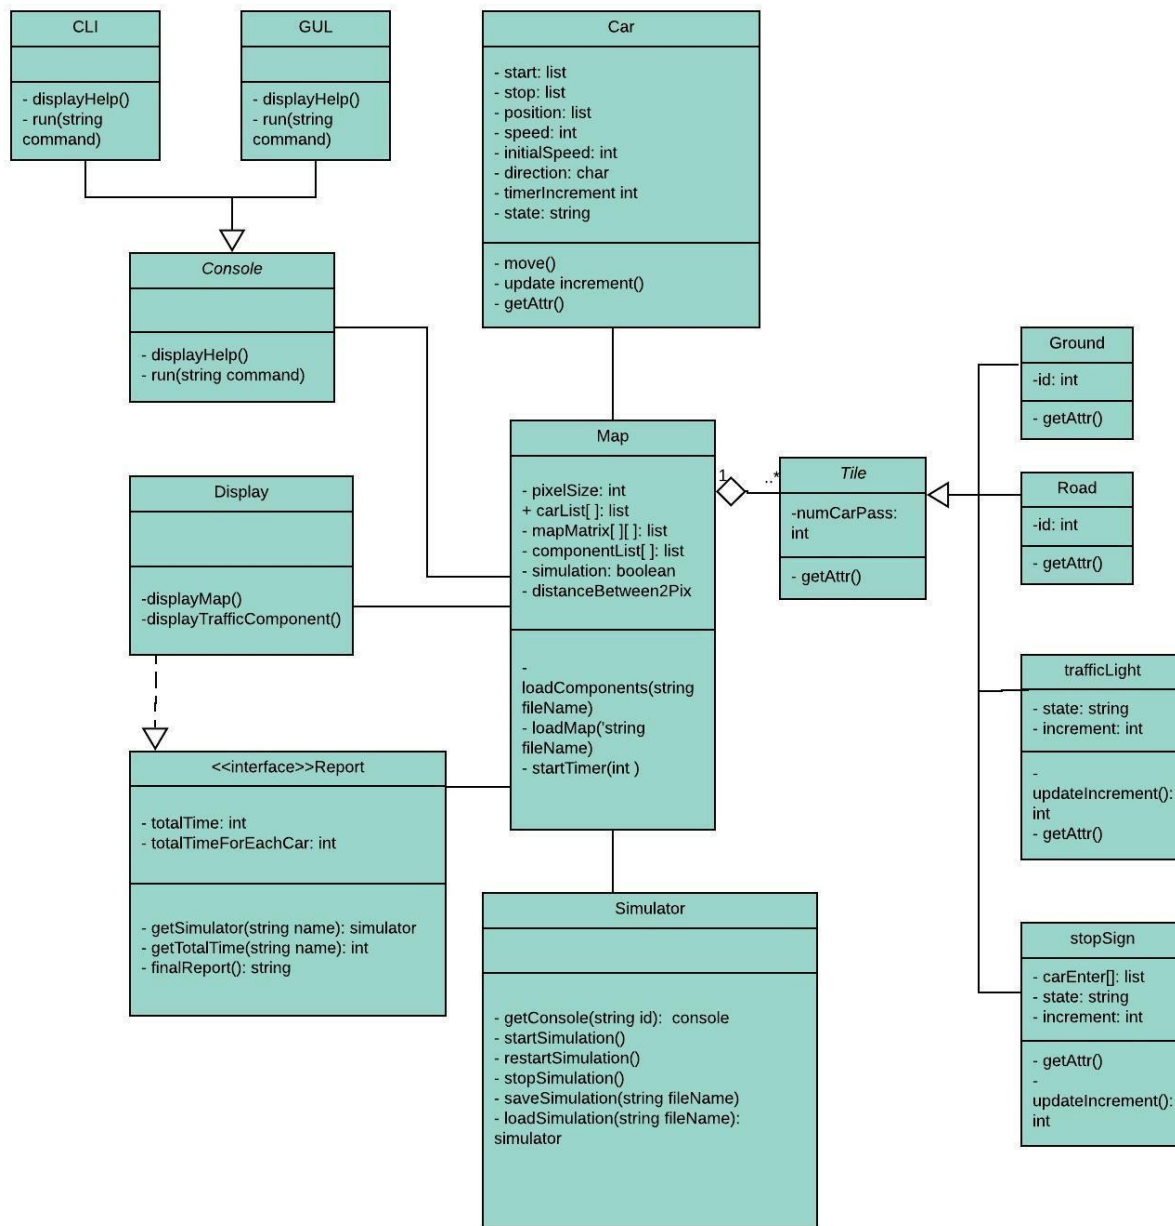 CLI
- displayHelp()
- run(string
command)
GUL
- displayHelp()
- run(string
command)
Car
- start: list
- stop: list
- position: list
- speed: int
- initialSpeed: int
- direction: char
- timerIncrement int
- state: string
- move()
- update increment()
- getAttr()
Console
- displayHelp()
- run(string command)
Ground
-id: int
- getAttr()
Map
- pixelSize: int
+ carList[ ]: list
- mapMatrix[ ][ ]: list
- componentList[ ]: list
- simulation: boolean
- distanceBetween2Pix
-
loadComponents(string
fileName)
- loadMap('string
fileName)
- startTimer(int )
1
..*
Tile
-numCarPass:
int
- getAttr()
Road
-id: int
- getAttr()
Display
-displayMap()
-displayTrafficComponent()
trafficLight
- state: string
- increment: int
-
updateIncrement():
int
- getAttr()
<<interface>>Report
- totalTime: int
- totalTimeForEachCar: int
- getSimulator(string name): simulator
- getTotalTime(string name): int
- finalReport(): string
Simulator
- getConsole(string id):  console
- startSimulation()
- restartSimulation()
- stopSimulation()
- saveSimulation(string fileName)
- loadSimulation(string fileName):
simulator
stopSign
- carEnter[]: list
- state: string
- increment: int
- getAttr()
-
updateIncrement():
int